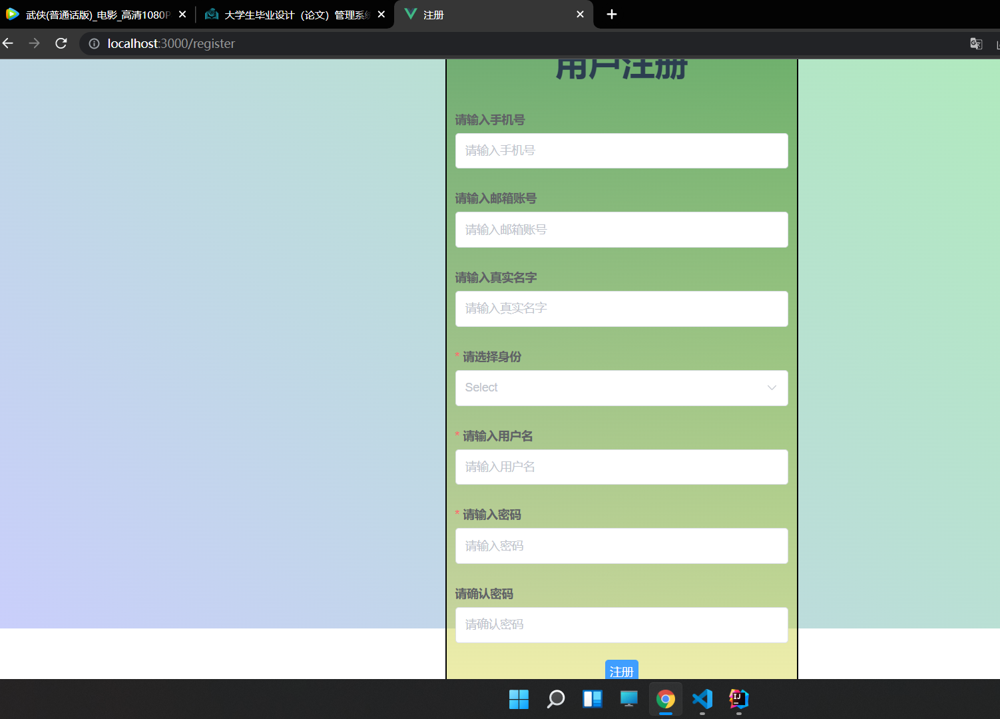 武侠(普通话版)_电影_高清1080P
大学生毕业设计（论文）管理系统
注册
localhost:3000/register
用户注册
请输入手机号
请输入手机号
请输入邮箱账号
请输入邮箱账号
请输入真实名字
请输入真实名字
* 请选择身份
Select
* 请输入用户名
请输入用户名
* 请输入密码
请输入密码
请确认密码
请确认密码
注册